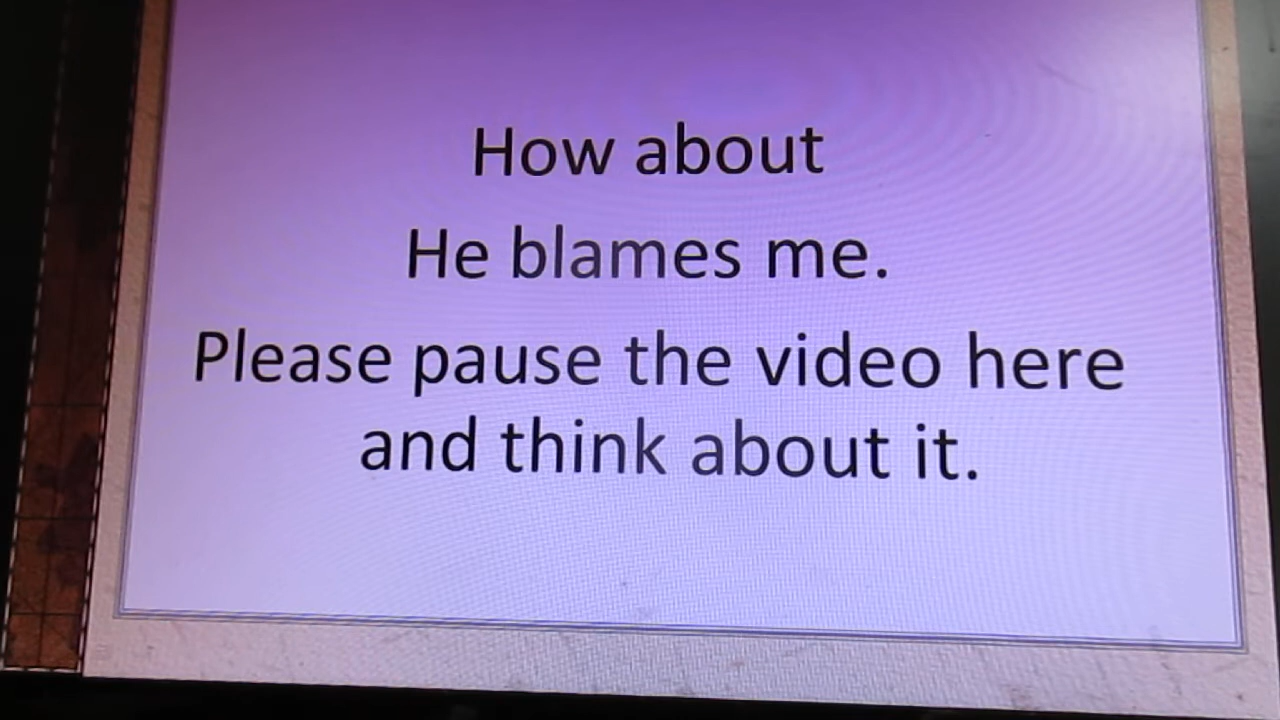 How about
He blames me.
Please pause the video here
and think about it.